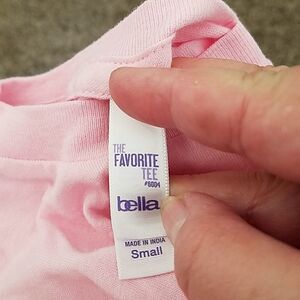 THE
FAVORITE
TEE
#6004
bella
MADE IN INDIA
Small